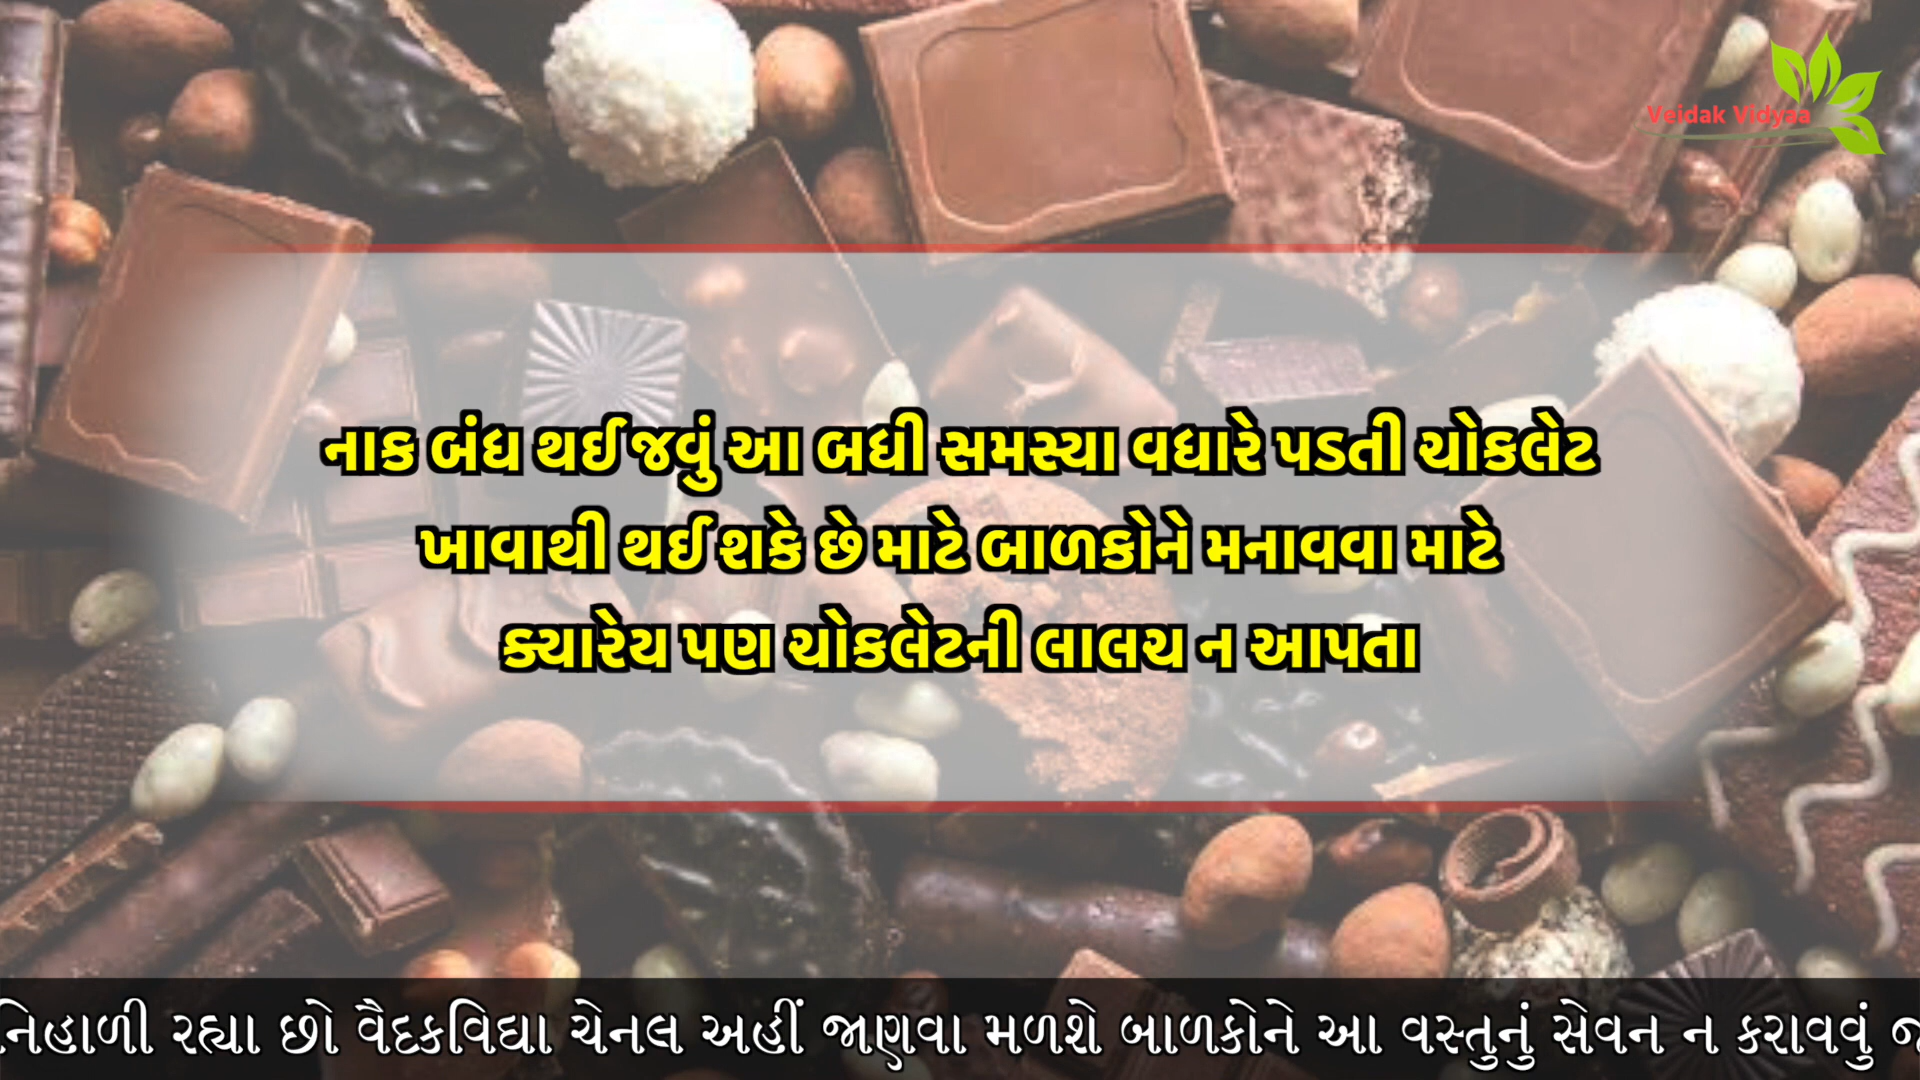 Veidak Vidyaa
નાક બંધ થઈ જવું આ બધી સમસ્યા વધારે પડતી ચોકલેટ
ખાવાથી થઈ શકે છે માટે બાળકોને મનાવવા માટે
ક્યારેય પણ ચોકલેટની લાલચ ન આપતા
નિહાળી રહ્યા છો વૈદકવિદ્યા ચેનલ અહીં જાણવા મળશે બાળકોને આ વસ્તુનું સેવન ન કરાવવું